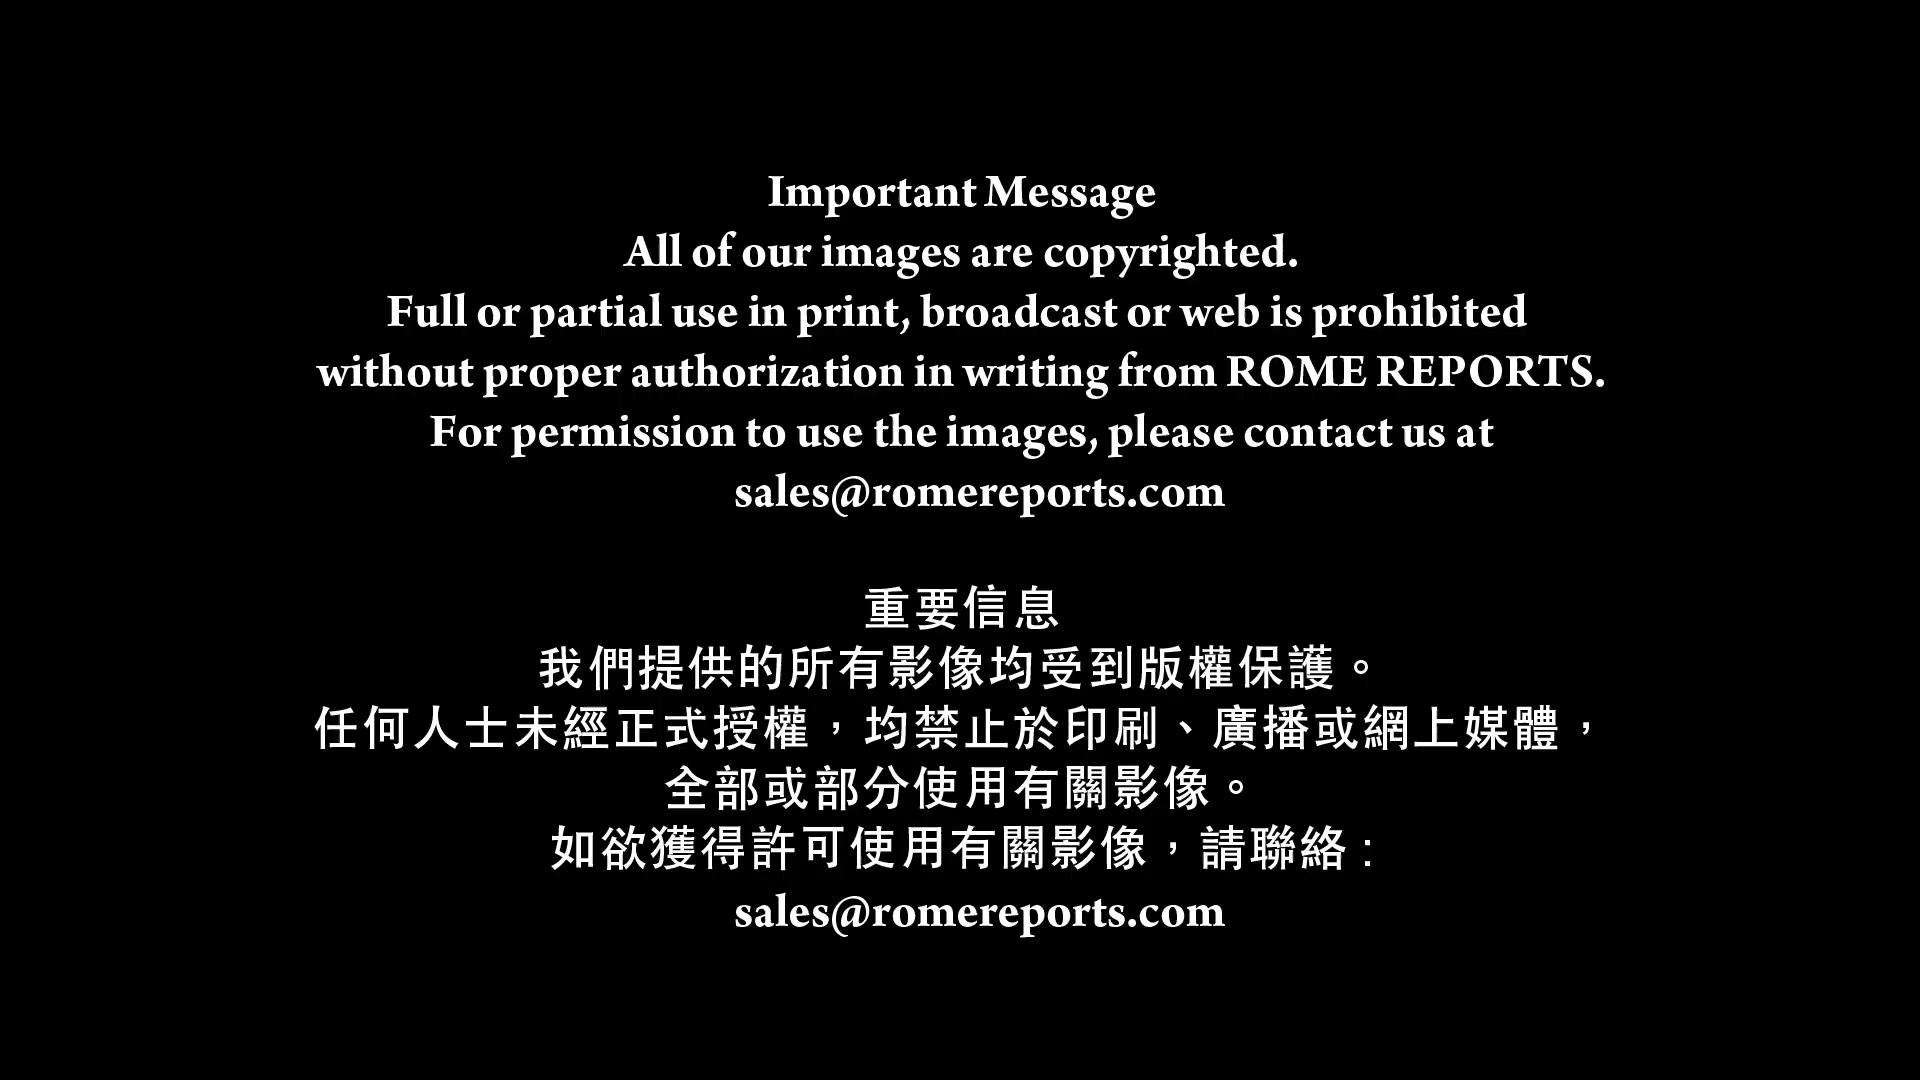 Important Message
All of our images are copyrighted.
Full or partial use in print, broadcast or web is prohibited
without proper authorization in writing from ROME REPORTS.
For permission to use the images, please contact us at
sales@romereports.com
重要信息
我們提供的所有影像均受到版權保護。
任何人士未經正式授權，均禁止於印刷、廣播或網上媒體，
全部或部分使用有關影像。
如欲獲得許可使用有關影像，請聯絡：
sales@romereports.com